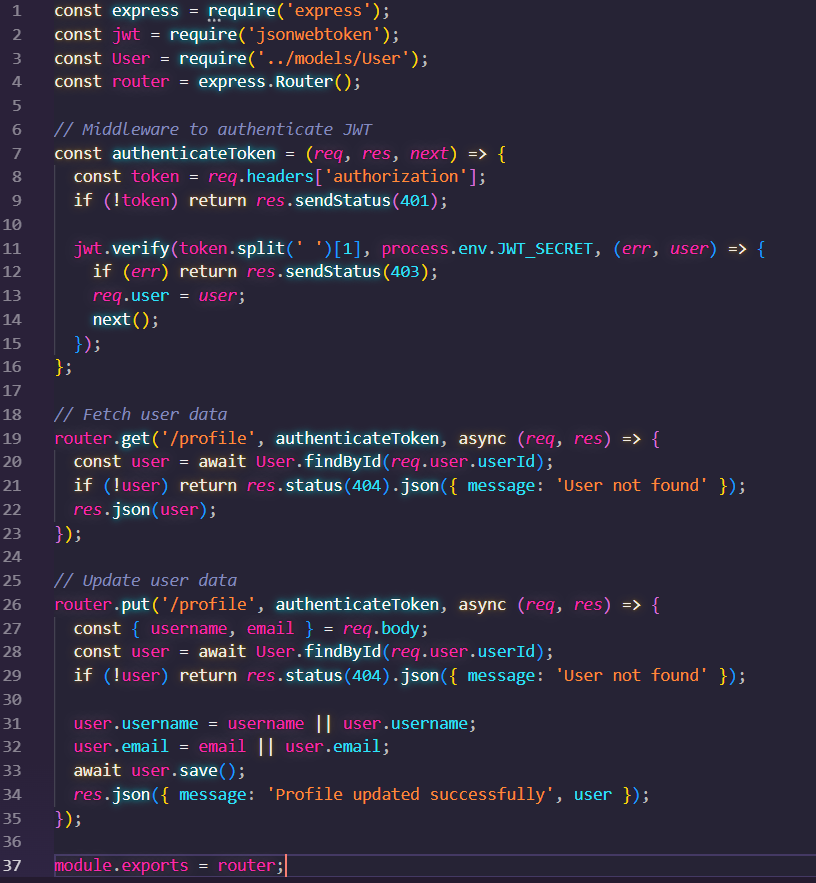 1 const express = require('express');
2 const jwt = require('jsonwebtoken');
3 const User = require('../models/User');
4 const router = express.Router();
5
6 // Middleware to authenticate JWT
7 const authenticateToken = (req, res, next) => {
8   const token = req.headers['authorization'];
9   if (!token) return res.sendStatus(401);
10
11   jwt.verify(token.split(' ')[1], process.env.JWT_SECRET, (err, user) => {
12     if (err) return res.sendStatus(403);
13     req.user = user;
14     next();
15   });
16 };
17
18 // Fetch user data
19 router.get('/profile', authenticateToken, async (req, res) => {
20   const user = await User.findById(req.user.userId);
21   if (!user) return res.status(404).json({ message: 'User not found' });
22   res.json(user);
23 });
24
25 // Update user data
26 router.put('/profile', authenticateToken, async (req, res) => {
27   const { username, email } = req.body;
28   const user = await User.findById(req.user.userId);
29   if (!user) return res.status(404).json({ message: 'User not found' });
30
31   user.username = username || user.username;
32   user.email = email || user.email;
33   await user.save();
34   res.json({ message: 'Profile updated successfully', user });
35 });
36
37 module.exports = router;